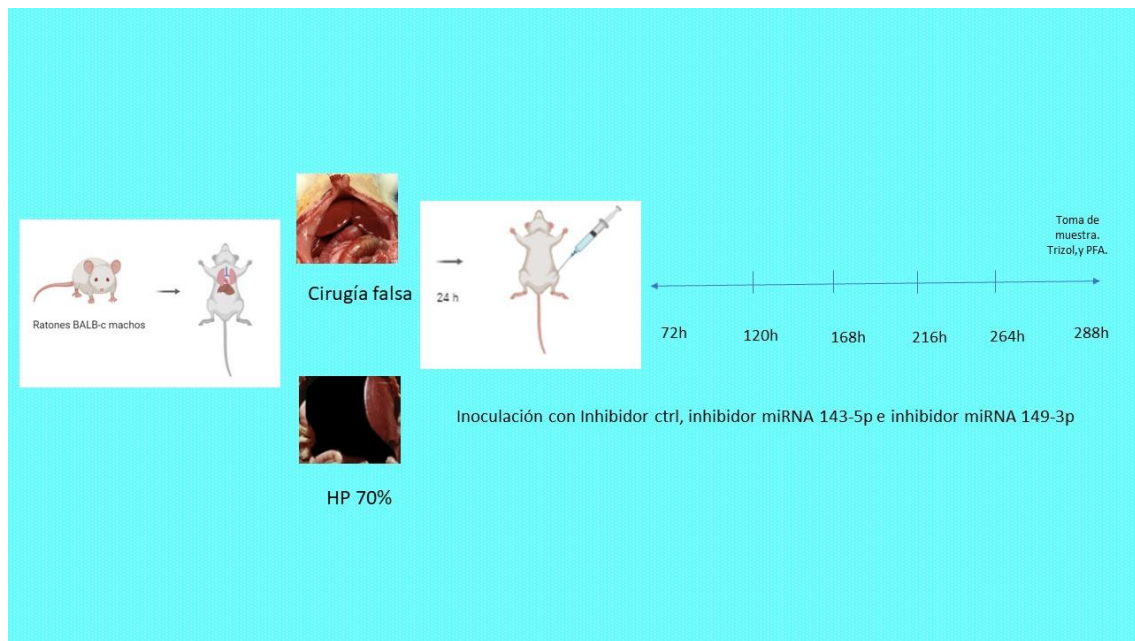 Ratones BALB-c machos
Cirugía falsa
HP 70%
24 h
Toma de
muestra.
Trizol,y PFA.
72h
120h
168h
216h
264h
288h
Inoculación con Inhibidor ctrl, inhibidor miRNA 143-5p e inhibidor miRNA 149-3p